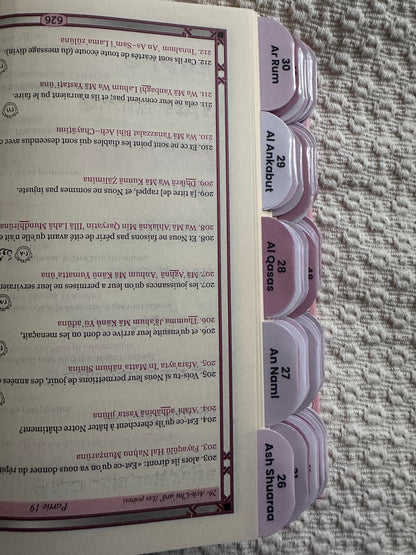 Partie 19
26- Ach-Chu'arâ' (Les poètes)
203. ils alors diront: «Est-ce qu'on va nous donner du répit
203. Fayaqūlū Hal Naĥnu Munžarūna
204. Est-ce qu'ils cherchent à hâter Notre châtiment?
204. 'Afabi`adhābinā Yasta`jilūna
205. Vois-tu si Nous leur permettions de jouir, des années
205. 'Afara'ayta 'In Matta`nāhum Sinīna
206. et qu'ensuite leur arrive ce dont on les menaçait,
206. Thumma Jā'ahum Mā Kānū Yū`adūna
207. les jouissances qu'on leur a permises ne leur serviraient
207. Mā 'Aghná `Anhum Mā Kānū Yumatta`ūna
208. Et Nous ne faisons pas périr de cité avant qu'elle n'ait e
208. Wa Mā 'Ahlaknā Min Qaryatin 'Illā Lahā Mundhirūna
209. [à titre de] rappel, et Nous ne sommes pas injuste.
209. Dhikrá Wa Mā Kunnā Žālimīna
210. Et ce ne sont point les diables qui sont descendus avec c
210. Wa Mā Tanazzalat Bihi Ach-Chayāţīnu
211. cela ne leur convient pas; et ils n'auraient pu le faire.
211. Wa Mā Yanbaghī Lahum Wa Mā Yastaţī`ūna
212. Car ils sont écartés de toute écoute (du message divin).
212. 'Innahum `An As-Sam`i Lama`zūlūna
626
26
Ash Shuaraa
27
An Naml
28
Al Qasas
29
Al Ankabut
30
Ar Rum